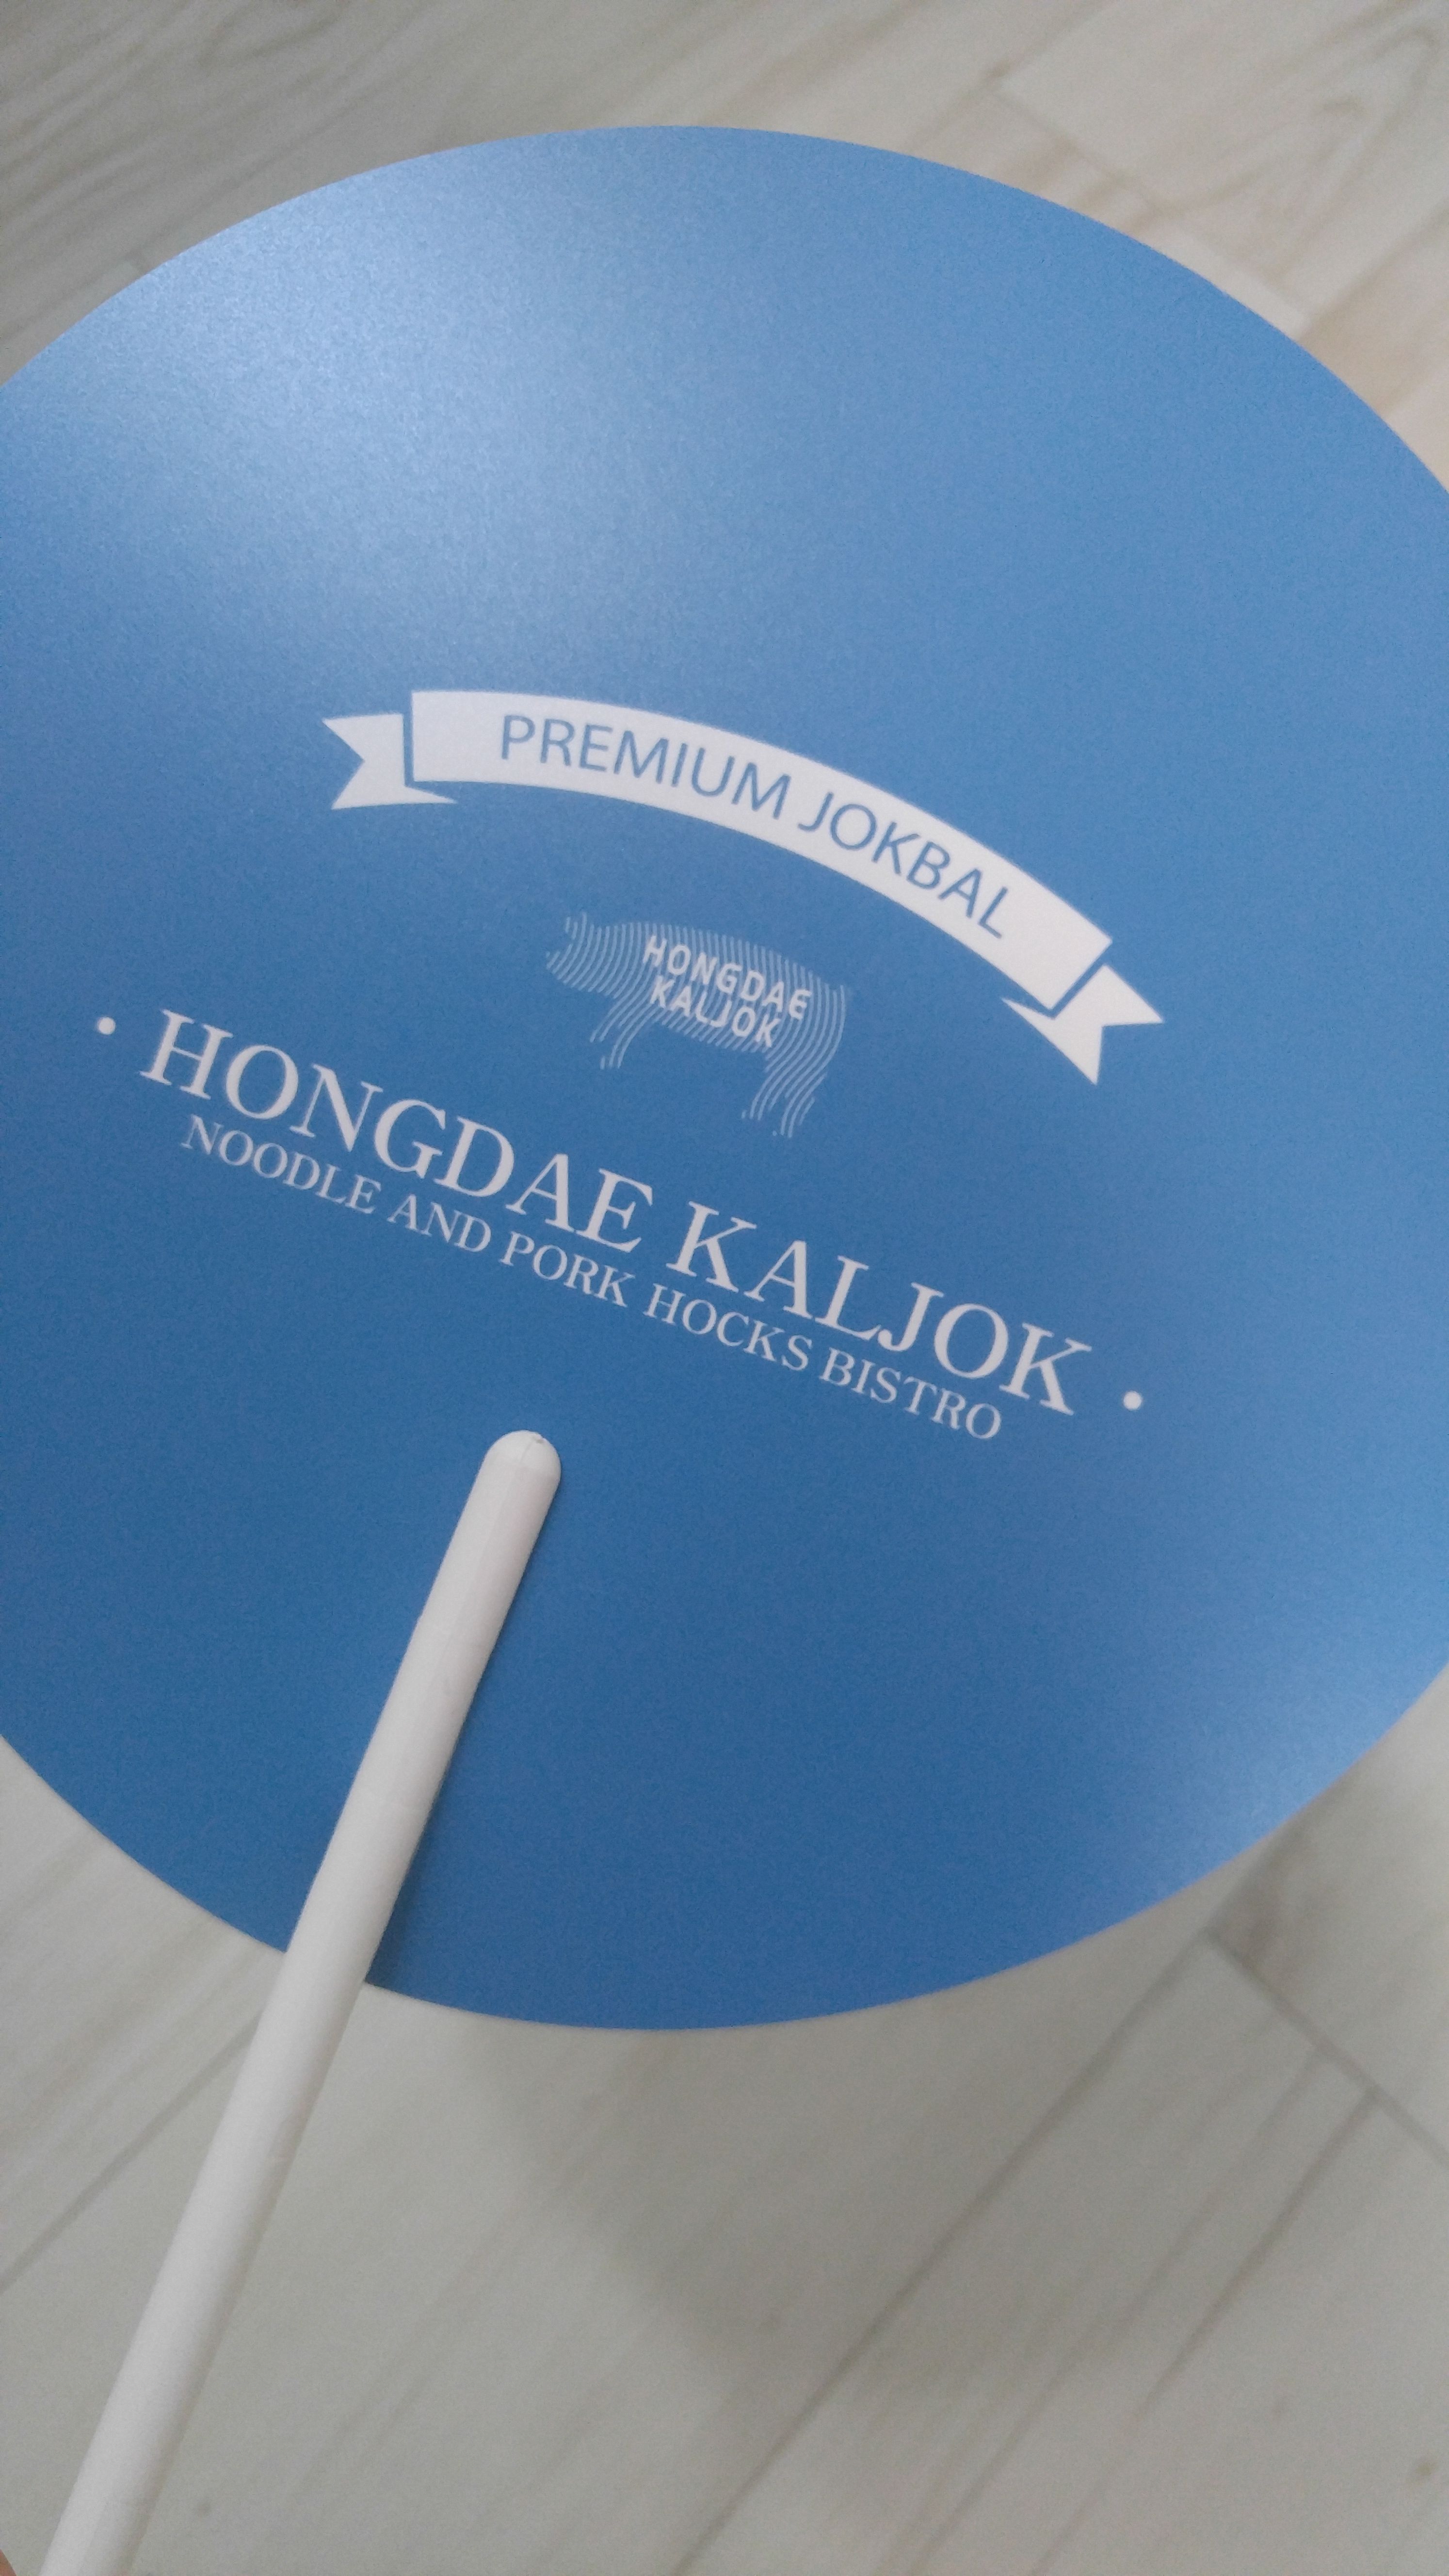 PREMIUM JOKBAL
HONGDAE
KALJOK
• HONGDAE KALJOK •
NOODLE AND PORK HOCKS BISTRO